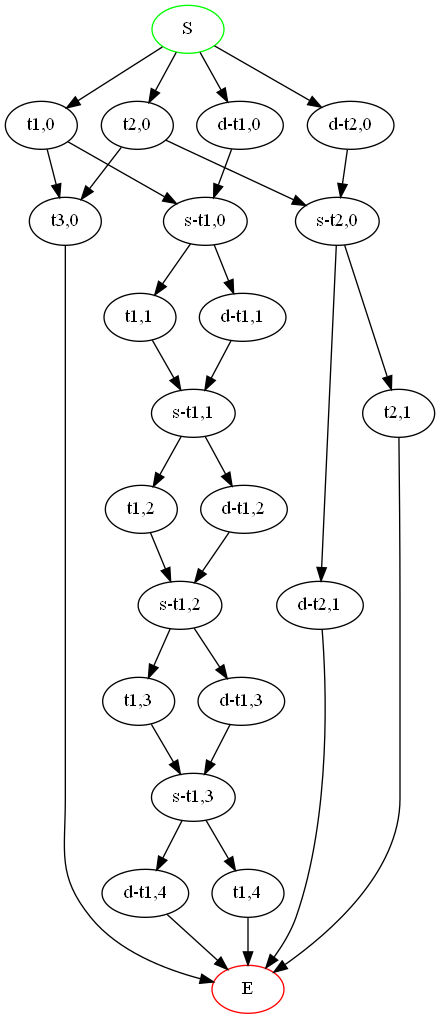 S
t1,0
t2,0
d-t1,0
d-t2,0
t3,0
s-t1,0
s-t2,0
t1,1
d-t1,1
s-t1,1
t2,1
t1,2
d-t1,2
s-t1,2
d-t2,1
t1,3
d-t1,3
s-t1,3
d-t1,4
t1,4
E